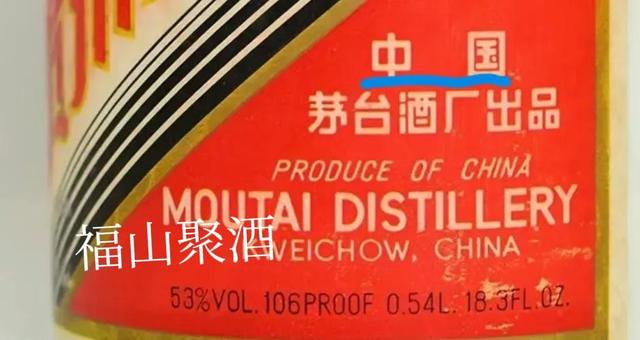 中国
茅台酒厂出品
PRODUCE OF CHINA
MOUTAI DISTILLERY
KWEICHOW, CHINA
53%VOL. 106PROOF 0.54L. 18.3FL.OZ.
福山聚酒